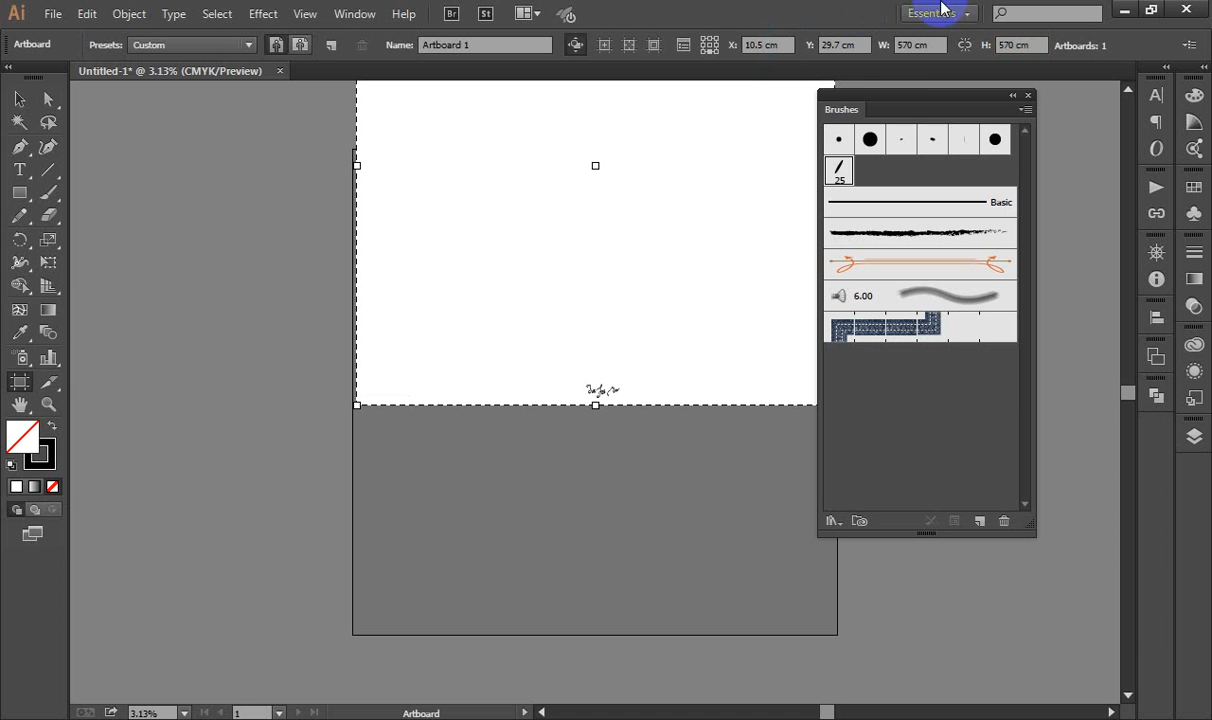 Ai File Edit Object Type Select Effect View Window Help Br St
Artboard Presets: Custom Name: Artboard 1 X: 10.5 cm Y: 29.7 cm W: 570 cm H: 570 cm Artboards: 1
Untitled-1* @ 3.13% (CMYK/Preview) ×
Brushes
25
Basic
6.00
3.13% 1 Artboard